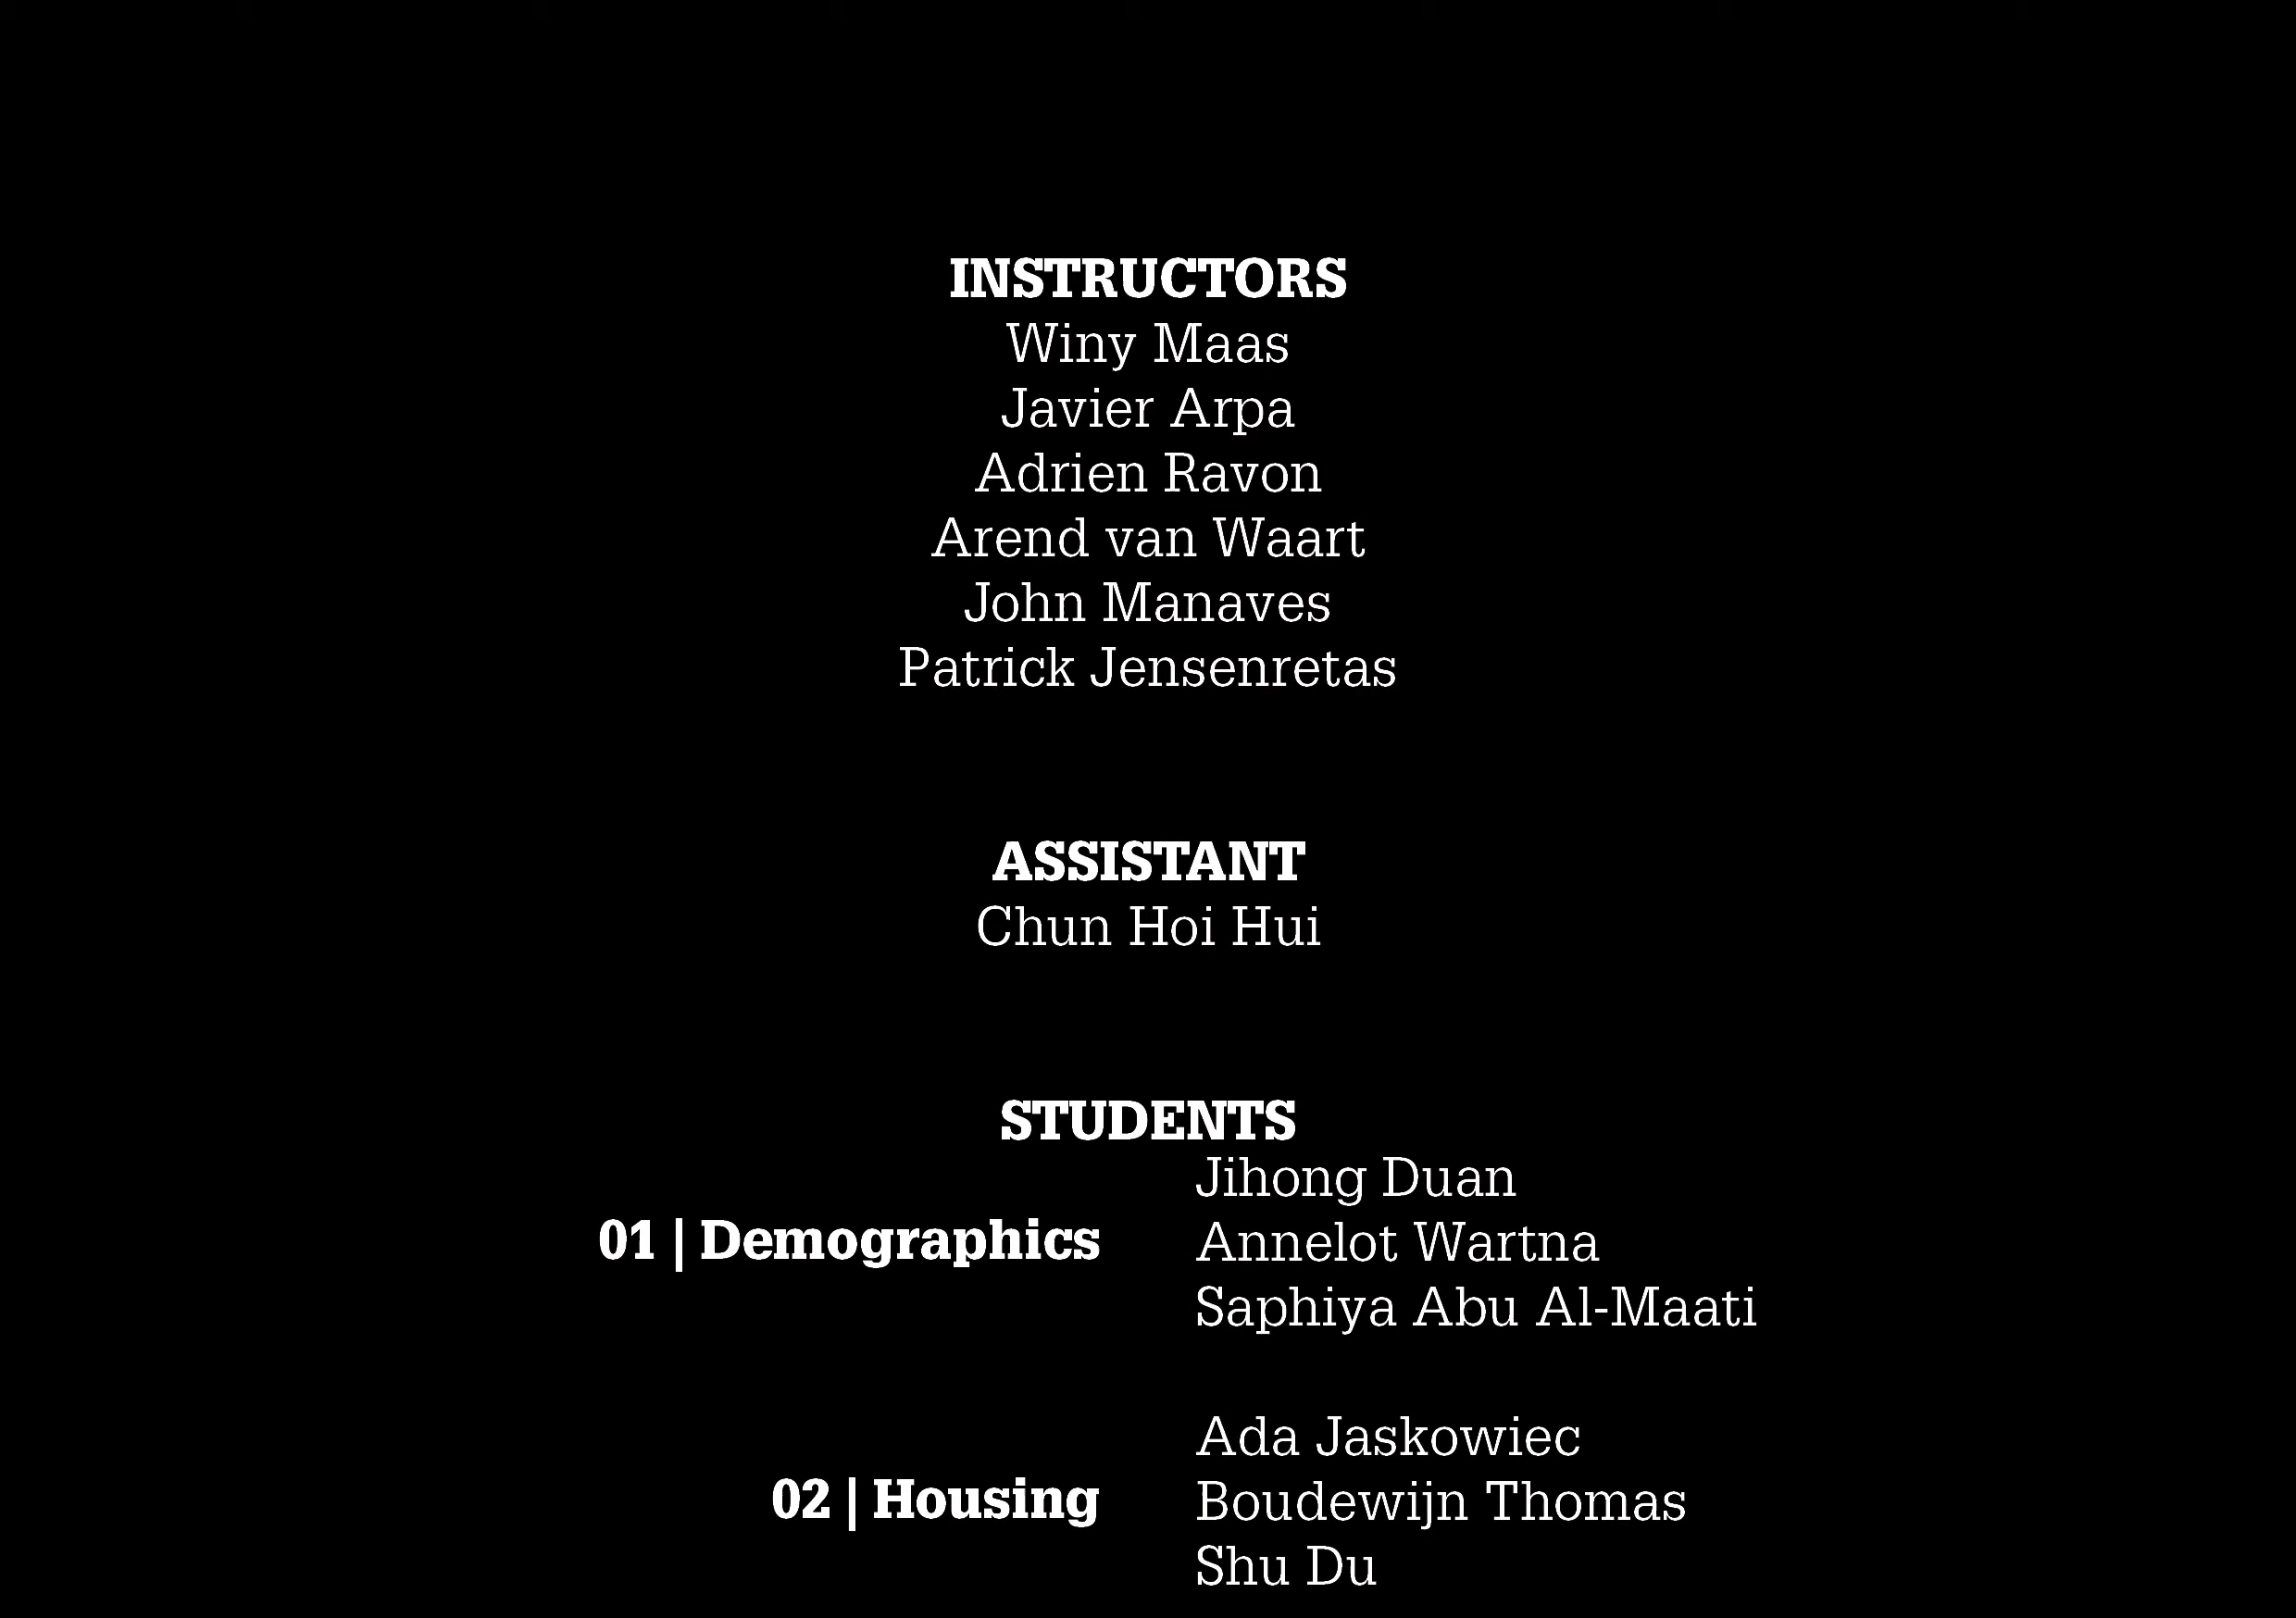 INSTRUCTORS
Winy Maas
Javier Arpa
Adrien Ravon
Arend van Waart
John Manaves
Patrick Jensenretas
ASSISTANT
Chun Hoi Hui
STUDENTS
01 | Demographics
Jihong Duan
Annelot Wartna
Saphiya Abu Al-Maati
02 | Housing
Ada Jaskowiec
Boudewijn Thomas
Shu Du